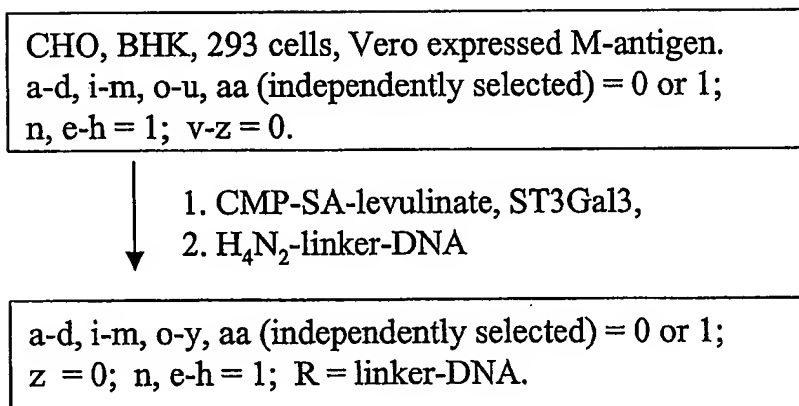 CHO, BHK, 293 cells, Vero expressed M-antigen.
a-d, i-m, o-u, aa (independently selected) = 0 or 1;
n, e-h = 1; v-z = 0.
1. CMP-SA-levulinate, ST3Gal3,
2. H₄N₂-linker-DNA
a-d, i-m, o-y, aa (independently selected) = 0 or 1;
z = 0; n, e-h = 1; R = linker-DNA.